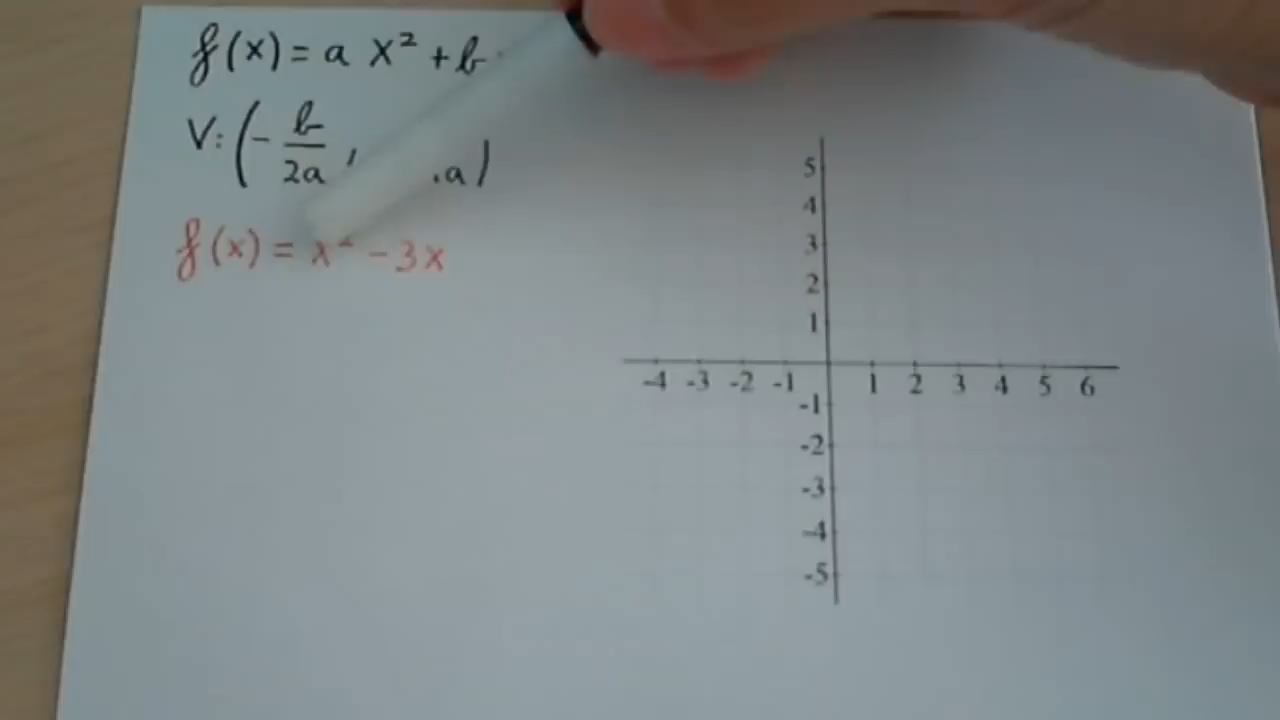 f(x) = a x² + b
V: (- b/2a , .a)
f(x) = x² - 3x
5
4
3
2
1
-4 -3 -2 -1 1 2 3 4 5 6
-1
-2
-3
-4
-5